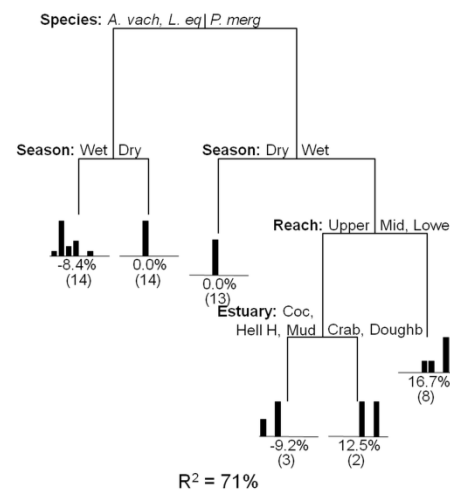 Species: A. vach, L. eq P. merg
Season: Wet Dry
Season: Dry Wet
Reach: Upper Mid, Lowe
-8.4%
(14)
0.0%
(14)
0.0%
(13)
Estuary: Coc,
Hell H, Mud Crab, Doughb
16.7%
(8)
-9.2%
(3)
12.5%
(2)
R² = 71%